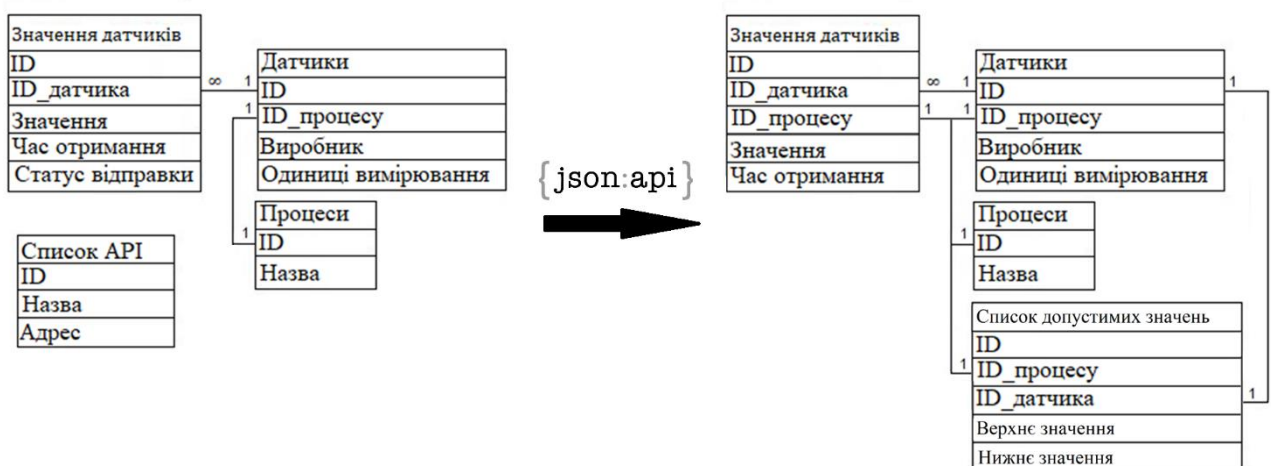 Значення датчиків
ID
ID_датчика
Значення
Час отримання
Статус відправки
∞ 1
1
Датчики
ID
ID_процесу
Виробник
Одиниці вимірювання
1
Процеси
ID
Назва
Список API
ID
Назва
Адрес
{json:api}
Значення датчиків
ID
ID_датчика
ID_процесу
Значення
Час отримання
∞ 1
1 1
Датчики
ID
ID_процесу
Виробник
Одиниці вимірювання
1
1
Процеси
ID
Назва
Список допустимих значень
ID
1
ID_процесу
ID_датчика
1
Верхнє значення
Нижнє значення